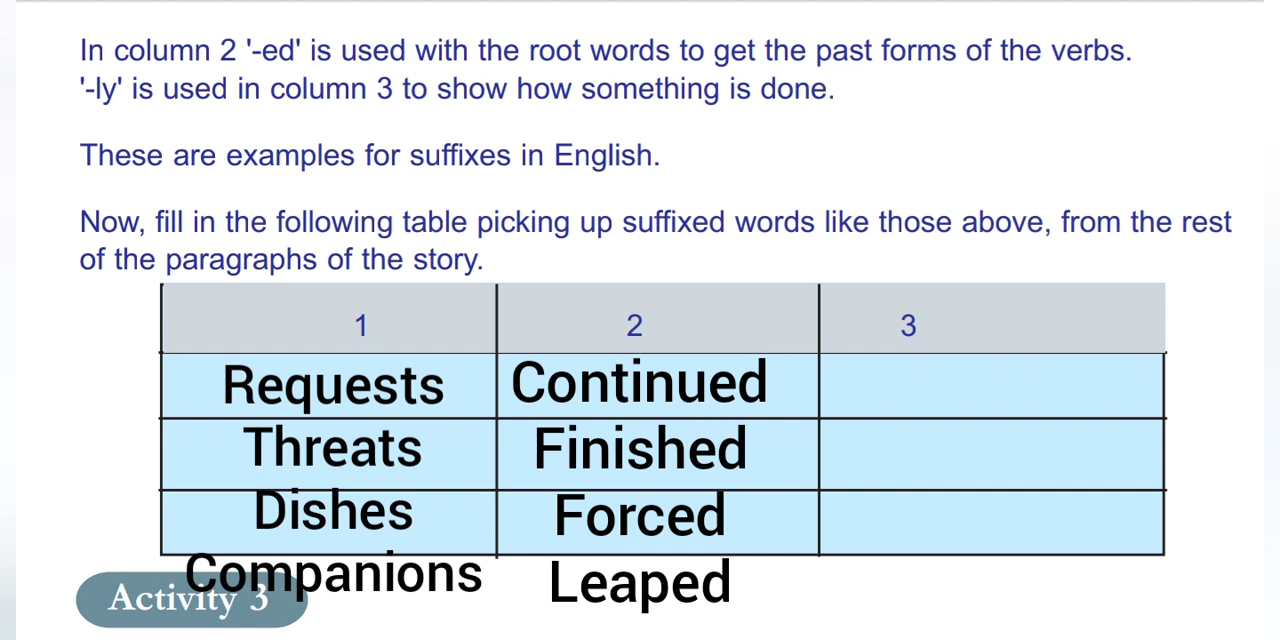 In column 2 '-ed' is used with the root words to get the past forms of the verbs.
'-ly' is used in column 3 to show how something is done.
These are examples for suffixes in English.
Now, fill in the following table picking up suffixed words like those above, from the rest
of the paragraphs of the story.
1 2 3
Requests Continued
Threats Finished
Dishes Forced
Companions Leaped
Activity 3